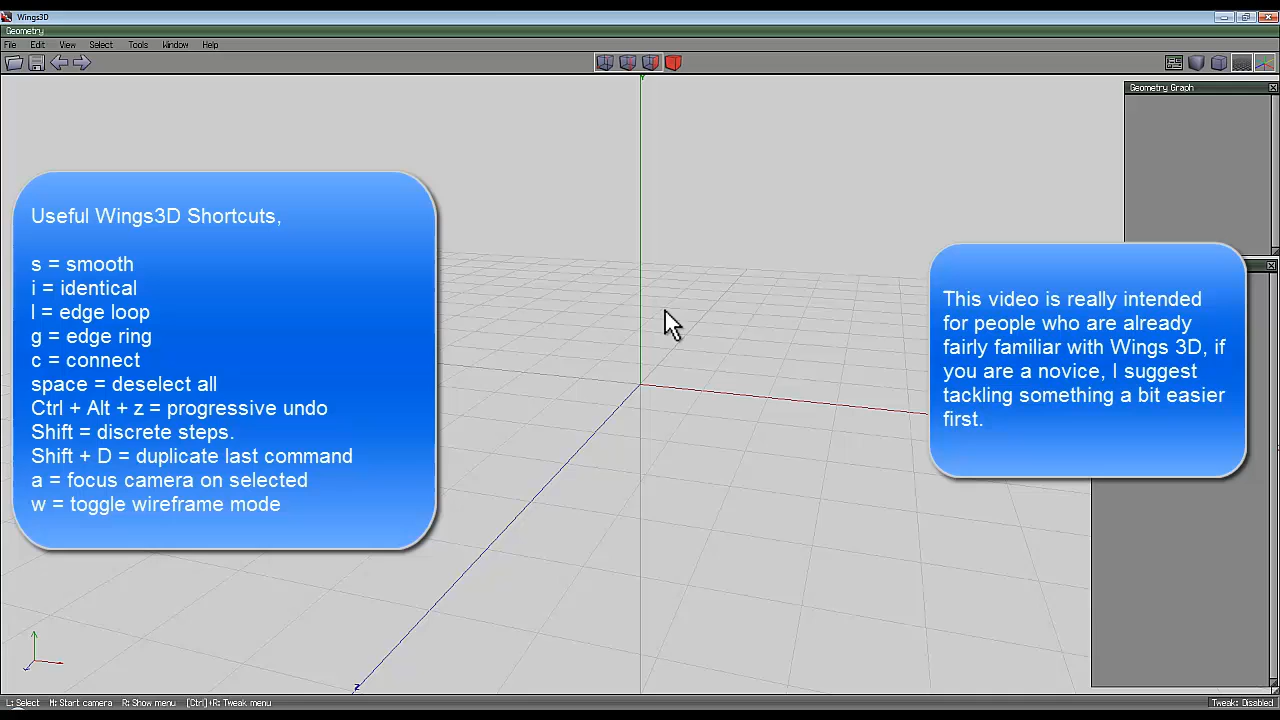 Wings3D
Geometry
File Edit View Select Tools Window Help
Geometry Graph
Y
Useful Wings3D Shortcuts,
s = smooth
i = identical
l = edge loop
g = edge ring
c = connect
space = deselect all
Ctrl + Alt + z = progressive undo
Shift = discrete steps.
Shift + D = duplicate last command
a = focus camera on selected
w = toggle wireframe mode
This video is really intended
for people who are already
fairly familiar with Wings 3D, if
you are a novice, I suggest
tackling something a bit easier
first.
Z
L: Select M: Start camera R: Show menu [Ctrl]+R: Tweak menu
Tweak: Disabled